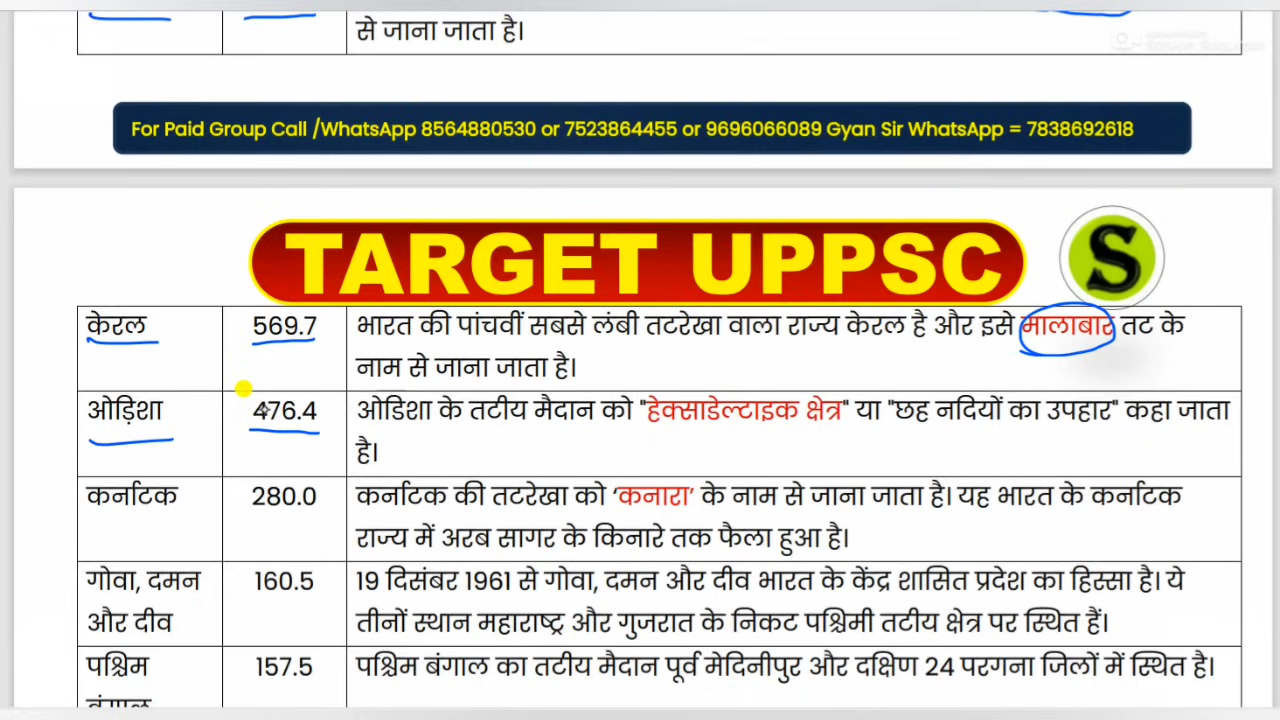 से जाना जाता है।
For Paid Group Call /WhatsApp 8564880530 or 7523864455 or 9696066089 Gyan Sir WhatsApp = 7838692618
TARGET UPPSC
S
केरल 569.7 भारत की पांचवीं सबसे लंबी तटरेखा वाला राज्य केरल है और इसे मालाबार तट के
नाम से जाना जाता है।
ओड़िशा 476.4 ओडिशा के तटीय मैदान को "हेक्साडेल्टाइक क्षेत्र" या "छह नदियों का उपहार" कहा जाता
है।
कर्नाटक 280.0 कर्नाटक की तटरेखा को ‘कनारा’ के नाम से जाना जाता है। यह भारत के कर्नाटक
राज्य में अरब सागर के किनारे तक फैला हुआ है।
गोवा, दमन 160.5 19 दिसंबर 1961 से गोवा, दमन और दीव भारत के केंद्र शासित प्रदेश का हिस्सा है। ये
और दीव तीनों स्थान महाराष्ट्र और गुजरात के निकट पश्चिमी तटीय क्षेत्र पर स्थित हैं।
पश्चिम 157.5 पश्चिम बंगाल का तटीय मैदान पूर्व मेदिनीपुर और दक्षिण 24 परगना जिलों में स्थित है।